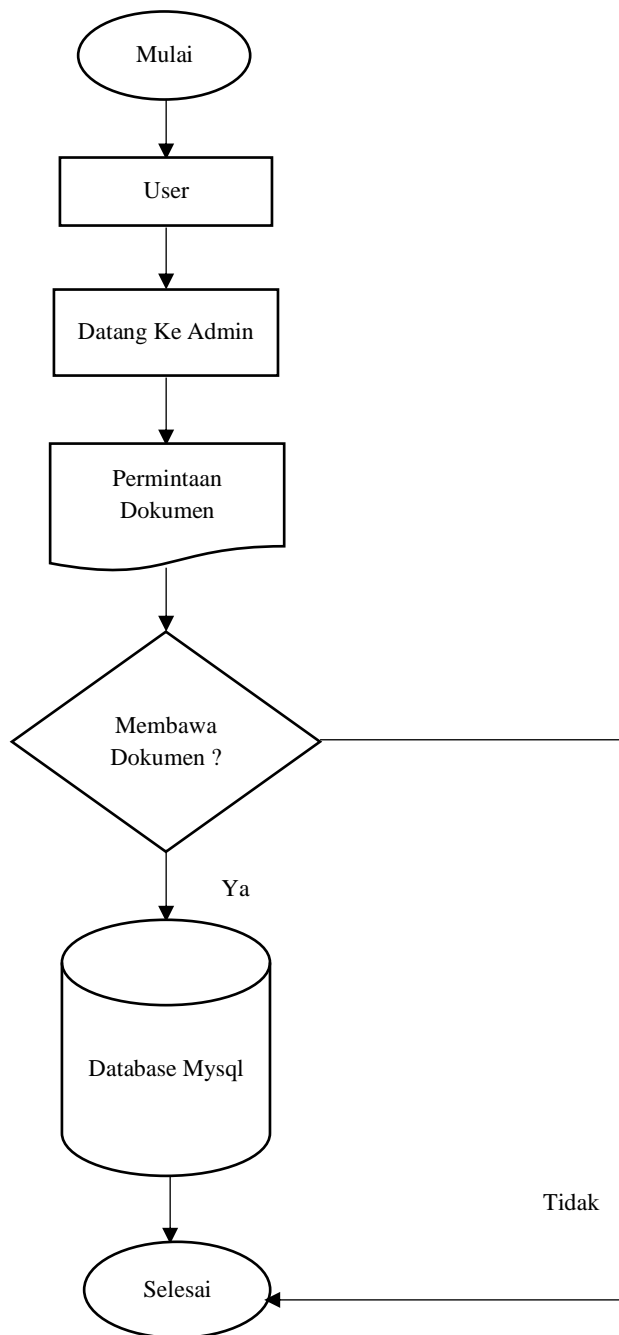 Mulai
User
Datang Ke Admin
Permintaan
Dokumen
Membawa
Dokumen ?
Ya
Database Mysql
Tidak
Selesai